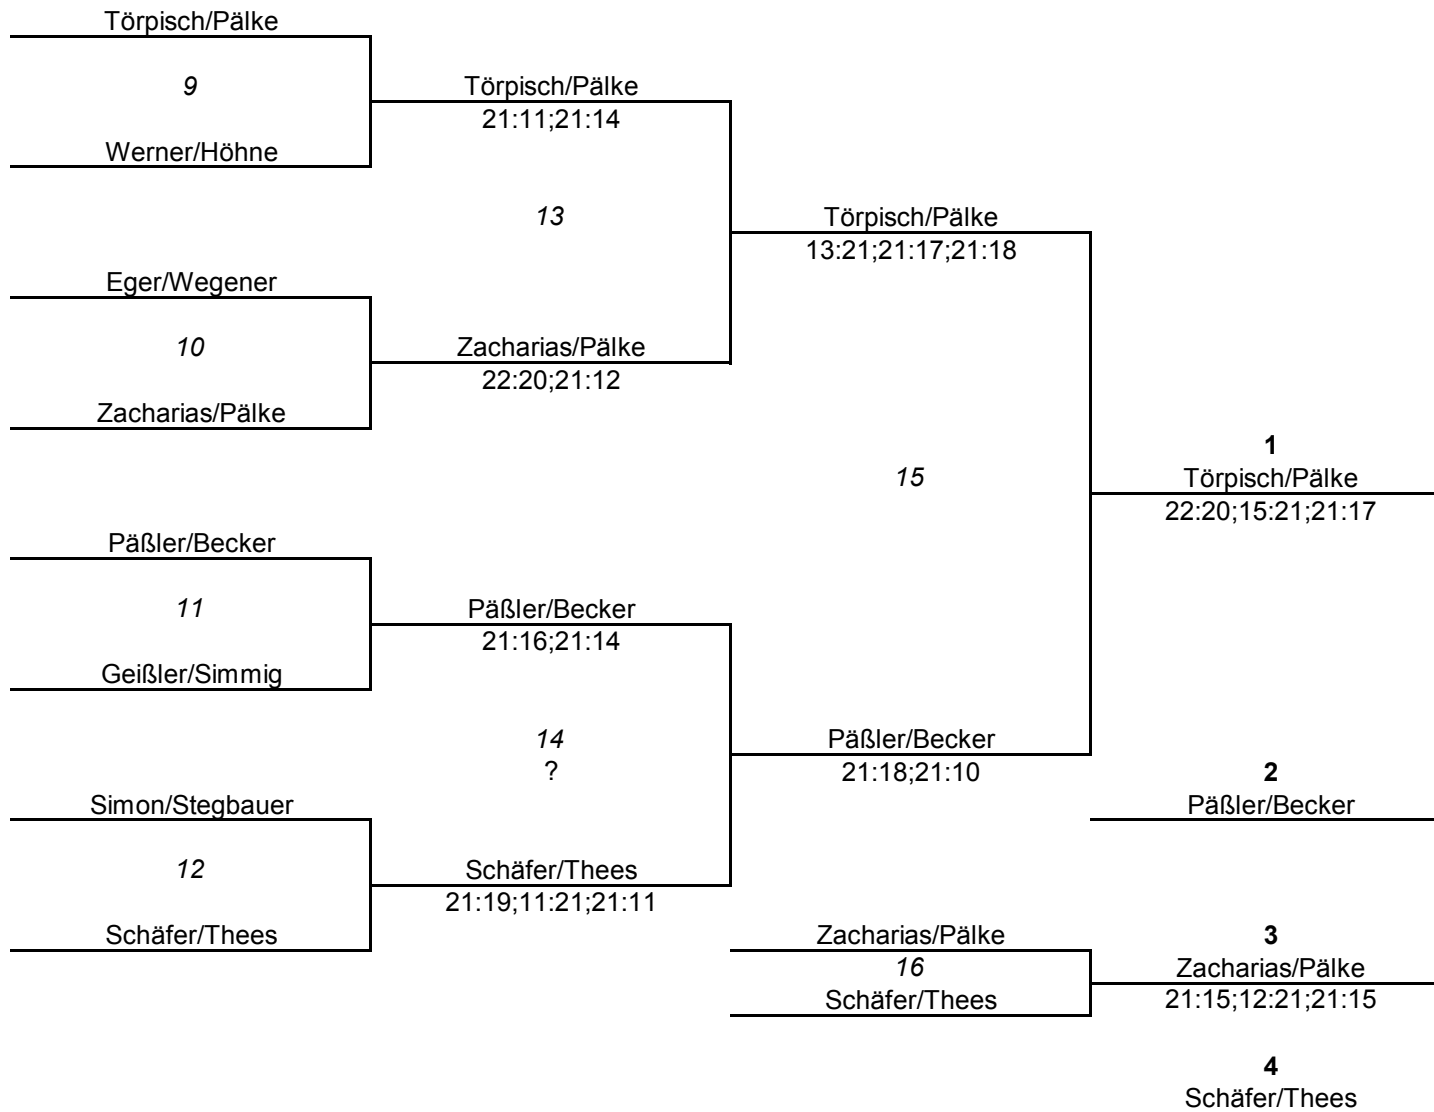 Törpisch/Pälke
9
Törpisch/Pälke
21:11;21:14
Werner/Höhne
13
Törpisch/Pälke
13:21;21:17;21:18
Eger/Wegener
10
Zacharias/Pälke
22:20;21:12
Zacharias/Pälke
1
15
Törpisch/Pälke
22:20;15:21;21:17
Päßler/Becker
11
Päßler/Becker
21:16;21:14
Geißler/Simmig
14
Päßler/Becker
?
21:18;21:10
2
Simon/Stegbauer
Päßler/Becker
12
Schäfer/Thees
21:19;11:21;21:11
Schäfer/Thees
Zacharias/Pälke
3
16
Zacharias/Pälke
Schäfer/Thees
21:15;12:21;21:15
4
Schäfer/Thees